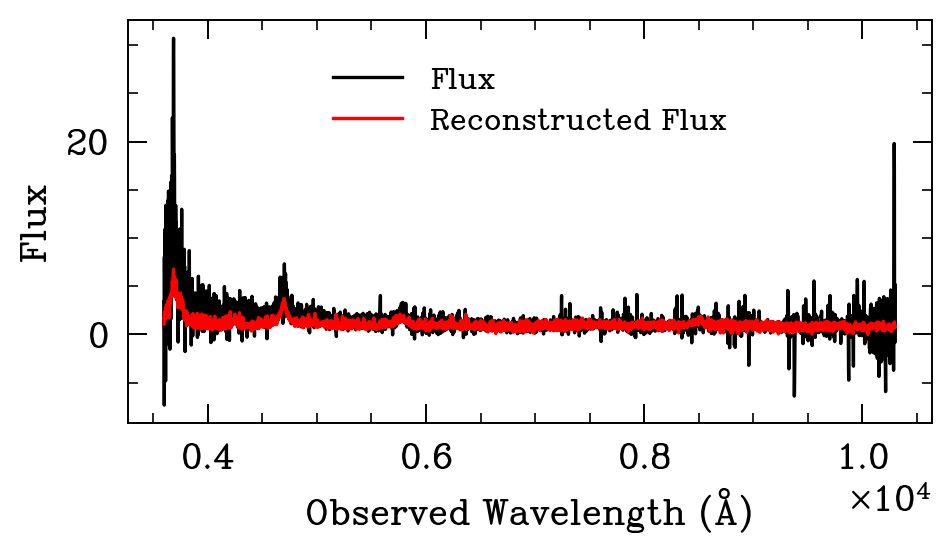 Flux
Reconstructed Flux
20
0
Flux
0.4 0.6 0.8 1.0
×10⁴
Observed Wavelength (Å)